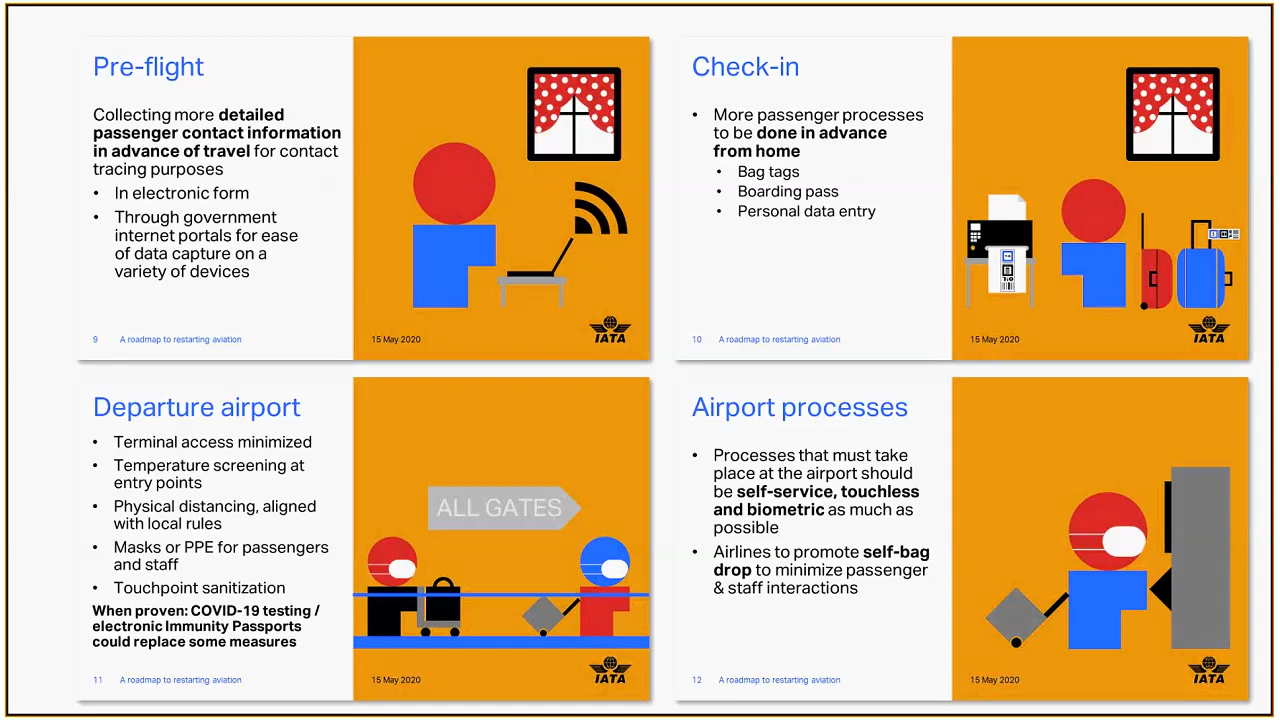 Pre-flight
Collecting more detailed
passenger contact information
in advance of travel for contact
tracing purposes
• In electronic form
• Through government
internet portals for ease
of data capture on a
variety of devices
9 A roadmap to restarting aviation
15 May 2020
IATA
Check-in
• More passenger processes
to be done in advance
from home
• Bag tags
• Boarding pass
• Personal data entry
10 A roadmap to restarting aviation
15 May 2020
IATA
Departure airport
• Terminal access minimized
• Temperature screening at
entry points
• Physical distancing, aligned
with local rules
• Masks or PPE for passengers
and staff
• Touchpoint sanitization
When proven: COVID-19 testing /
electronic Immunity Passports
could replace some measures
ALL GATES
11 A roadmap to restarting aviation
15 May 2020
IATA
Airport processes
• Processes that must take
place at the airport should
be self-service, touchless
and biometric as much as
possible
• Airlines to promote self-bag
drop to minimize passenger
& staff interactions
12 A roadmap to restarting aviation
15 May 2020
IATA